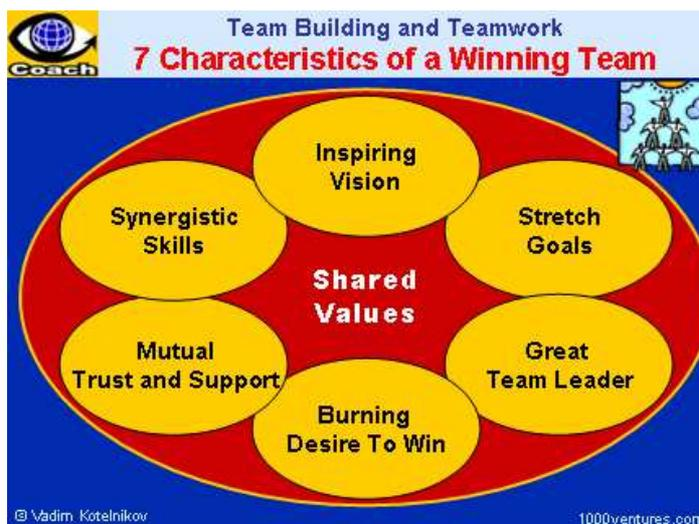 Team Building and Teamwork
7 Characteristics of a Winning Team
Coach
Inspiring
Vision
Synergistic
Skills
Stretch
Goals
Shared
Values
Mutual
Trust and Support
Great
Team Leader
Burning
Desire To Win
© Vadim Kotelnikov
1000ventures.com